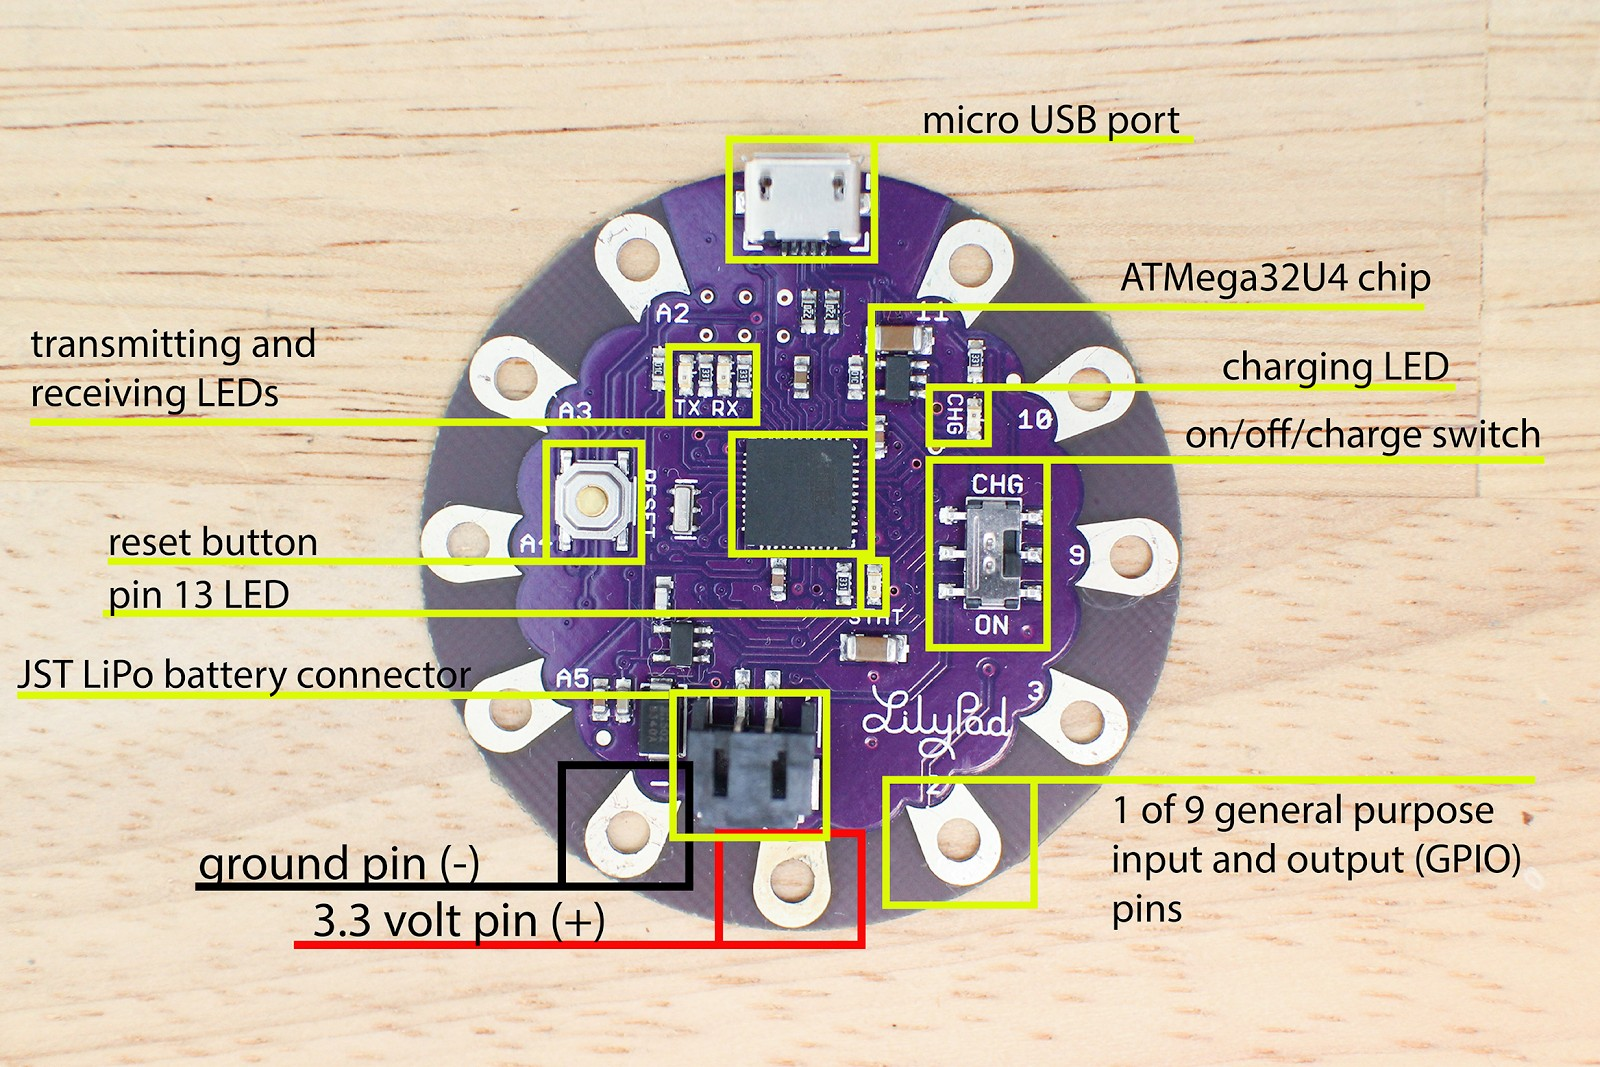 micro USB port
ATMega32U4 chip
transmitting and
receiving LEDs
charging LED
on/off/charge switch
reset button
pin 13 LED
JST LiPo battery connector
1 of 9 general purpose
input and output (GPIO)
pins
ground pin (-)
3.3 volt pin (+)
A2
11
A3
TX RX
CHG
10
RESET
CHG
A4
9
ON
STAT
A5
3
LilyPad
2